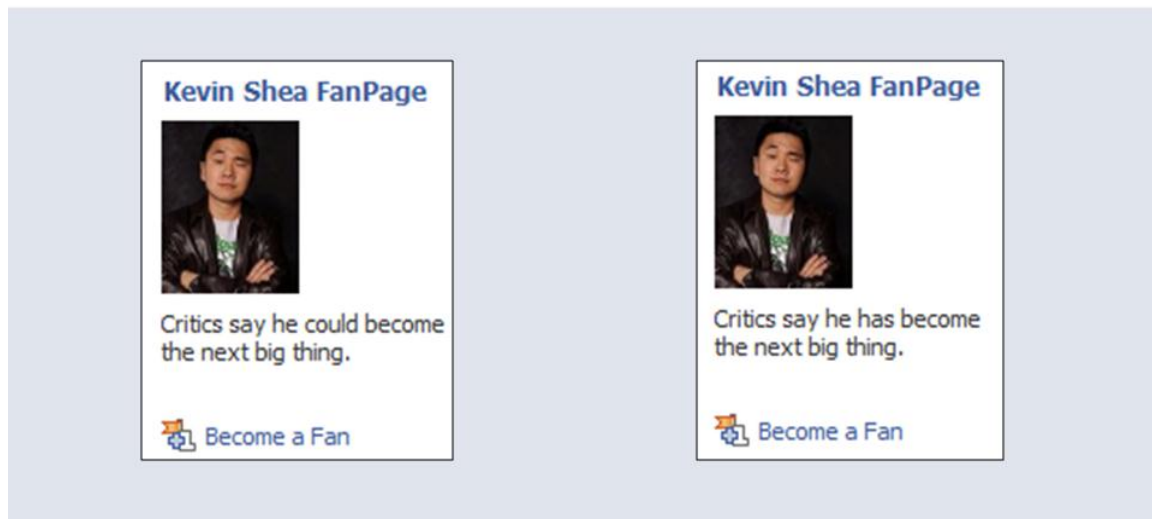 Kevin Shea FanPage
Critics say he could become
the next big thing.
Become a Fan
Kevin Shea FanPage
Critics say he has become
the next big thing.
Become a Fan